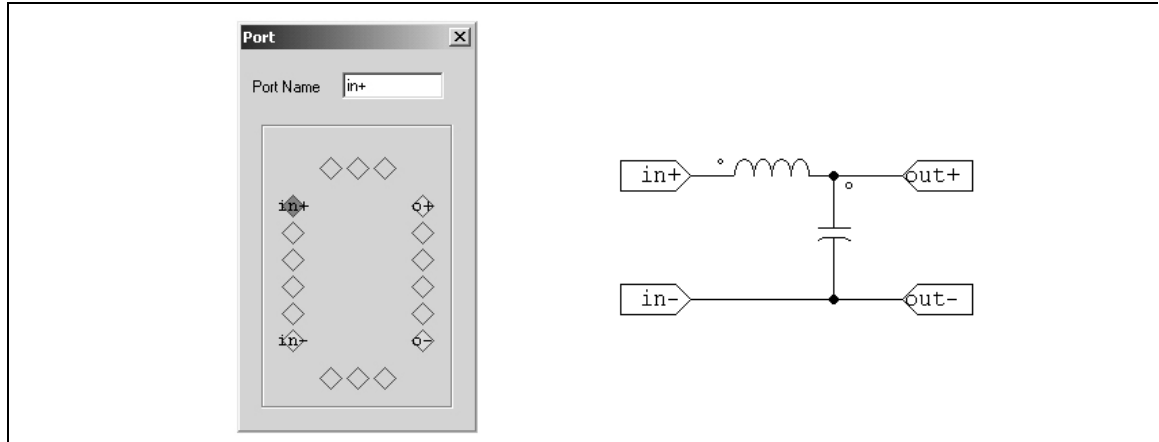 Port
Port Name in+
in+ o+
in- o-
in+ out+
in- out-